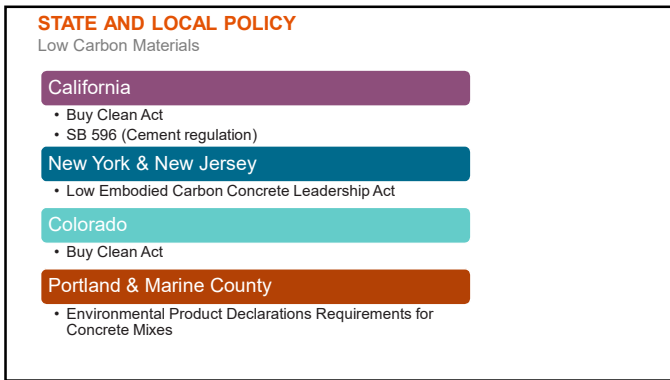 STATE AND LOCAL POLICY
Low Carbon Materials
California
• Buy Clean Act
• SB 596 (Cement regulation)
New York & New Jersey
• Low Embodied Carbon Concrete Leadership Act
Colorado
• Buy Clean Act
Portland & Marine County
• Environmental Product Declarations Requirements for
Concrete Mixes